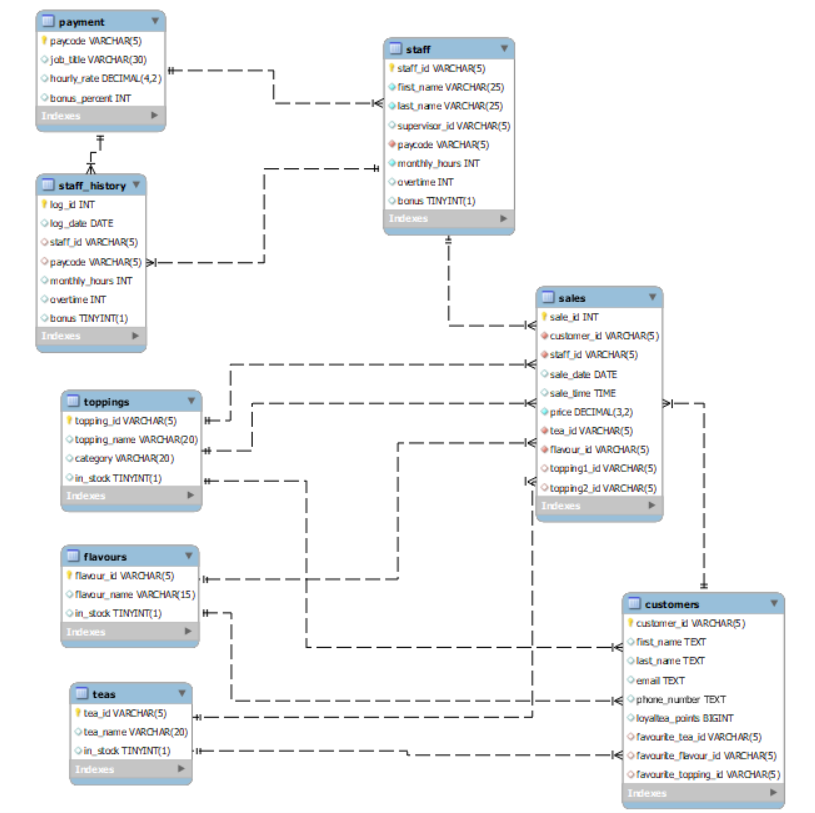 payment
paycode VARCHAR(5)
job_title VARCHAR(30)
hourly_rate DECIMAL(4,2)
bonus_percent INT
Indexes
staff
staff_id VARCHAR(5)
first_name VARCHAR(25)
last_name VARCHAR(25)
supervisor_id VARCHAR(5)
paycode VARCHAR(5)
monthly_hours INT
overtime INT
bonus TINYINT(1)
Indexes
staff_history
log_id INT
log_date DATE
staff_id VARCHAR(5)
paycode VARCHAR(5)
monthly_hours INT
overtime INT
bonus TINYINT(1)
Indexes
sales
sale_id INT
customer_id VARCHAR(5)
staff_id VARCHAR(5)
sale_date DATE
sale_time TIME
price DECIMAL(3,2)
tea_id VARCHAR(5)
flavour_id VARCHAR(5)
topping1_id VARCHAR(5)
topping2_id VARCHAR(5)
Indexes
toppings
topping_id VARCHAR(5)
topping_name VARCHAR(20)
category VARCHAR(20)
in_stock TINYINT(1)
Indexes
flavours
flavour_id VARCHAR(5)
flavour_name VARCHAR(15)
in_stock TINYINT(1)
Indexes
teas
tea_id VARCHAR(5)
tea_name VARCHAR(20)
in_stock TINYINT(1)
Indexes
customers
customer_id VARCHAR(5)
first_name TEXT
last_name TEXT
email TEXT
phone_number TEXT
loyaltea_points BIGINT
favourite_tea_id VARCHAR(5)
favourite_flavour_id VARCHAR(5)
favourite_topping_id VARCHAR(5)
Indexes